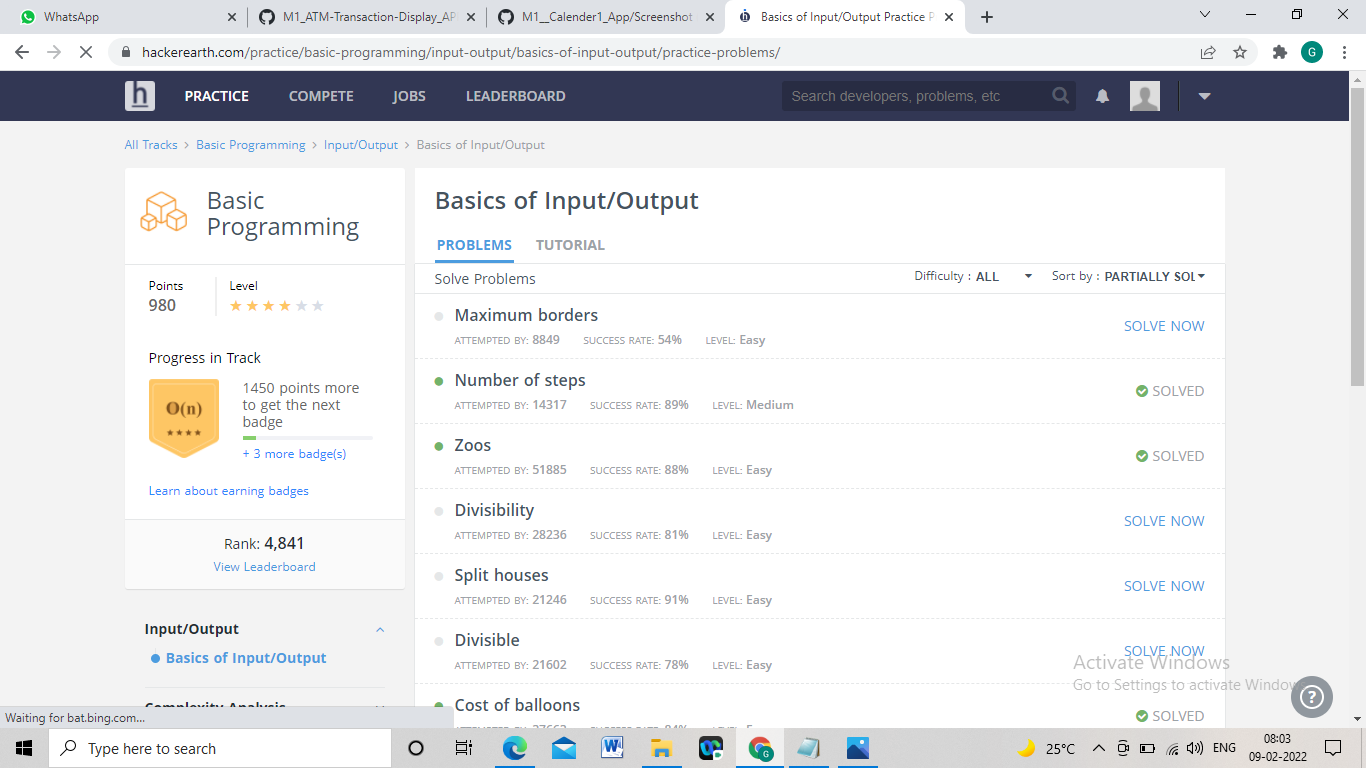 WhatsApp
M1_ATM-Transaction-Display_AP
M1__Calender1_App/Screenshot
Basics of Input/Output Practice P
hackerearth.com/practice/basic-programming/input-output/basics-of-input-output/practice-problems/
G
h
PRACTICE
COMPETE
JOBS
LEADERBOARD
Search developers, problems, etc
All Tracks > Basic Programming > Input/Output > Basics of Input/Output
Basic
Programming
Points
980
Level
Progress in Track
O(n)
1450 points more
to get the next
badge
+ 3 more badge(s)
Learn about earning badges
Rank: 4,841
View Leaderboard
Input/Output
Basics of Input/Output
Complexity Analysis
Basics of Input/Output
PROBLEMS
TUTORIAL
Solve Problems
Difficulty : ALL
Sort by : PARTIALLY SOL
Maximum borders
ATTEMPTED BY: 8849 SUCCESS RATE: 54% LEVEL: Easy
SOLVE NOW
Number of steps
ATTEMPTED BY: 14317 SUCCESS RATE: 89% LEVEL: Medium
SOLVED
Zoos
ATTEMPTED BY: 51885 SUCCESS RATE: 88% LEVEL: Easy
SOLVED
Divisibility
ATTEMPTED BY: 28236 SUCCESS RATE: 81% LEVEL: Easy
SOLVE NOW
Split houses
ATTEMPTED BY: 21246 SUCCESS RATE: 91% LEVEL: Easy
SOLVE NOW
Divisible
ATTEMPTED BY: 21602 SUCCESS RATE: 78% LEVEL: Easy
SOLVE NOW
Cost of balloons
SOLVED
Activate Windows
Go to Settings to activate Windows
?
Waiting for bat.bing.com...
Type here to search
25°C
ENG
08:03
09-02-2022